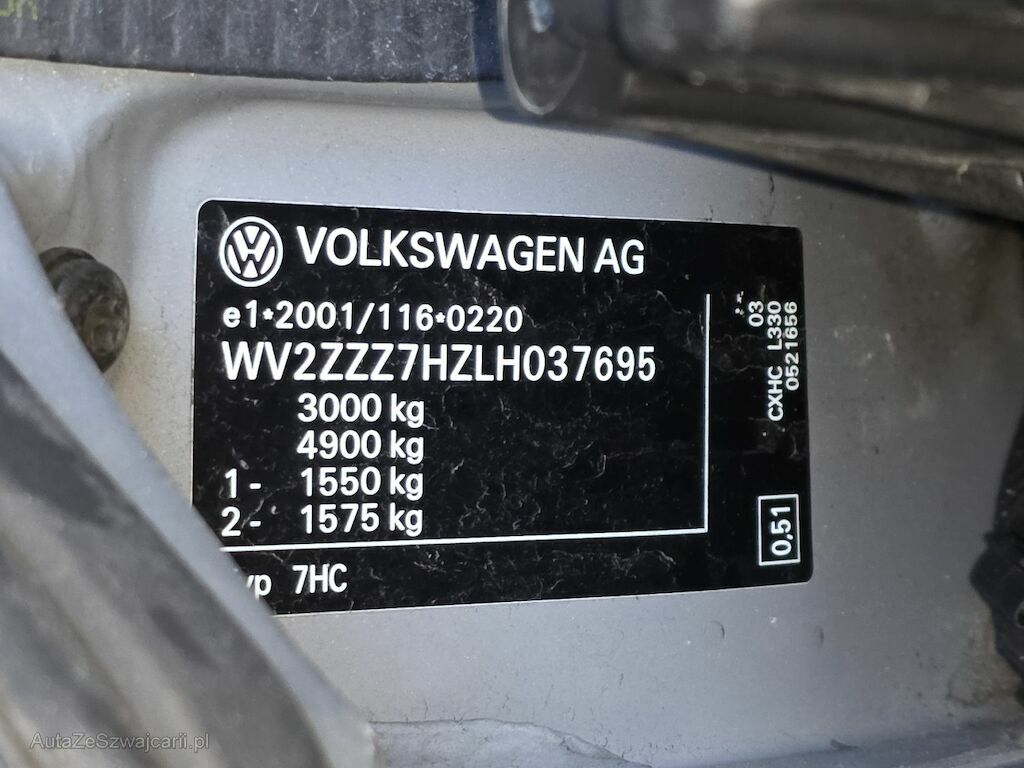 VOLKSWAGEN AG
e1*2001/116*0220
WV2ZZZ7HZLH037695
3000 kg
4900 kg
1- 1550 kg
2- 1575 kg
7HC
03
CXHC L330
0521656
0.51
AutaZeSzwajcarii.pl